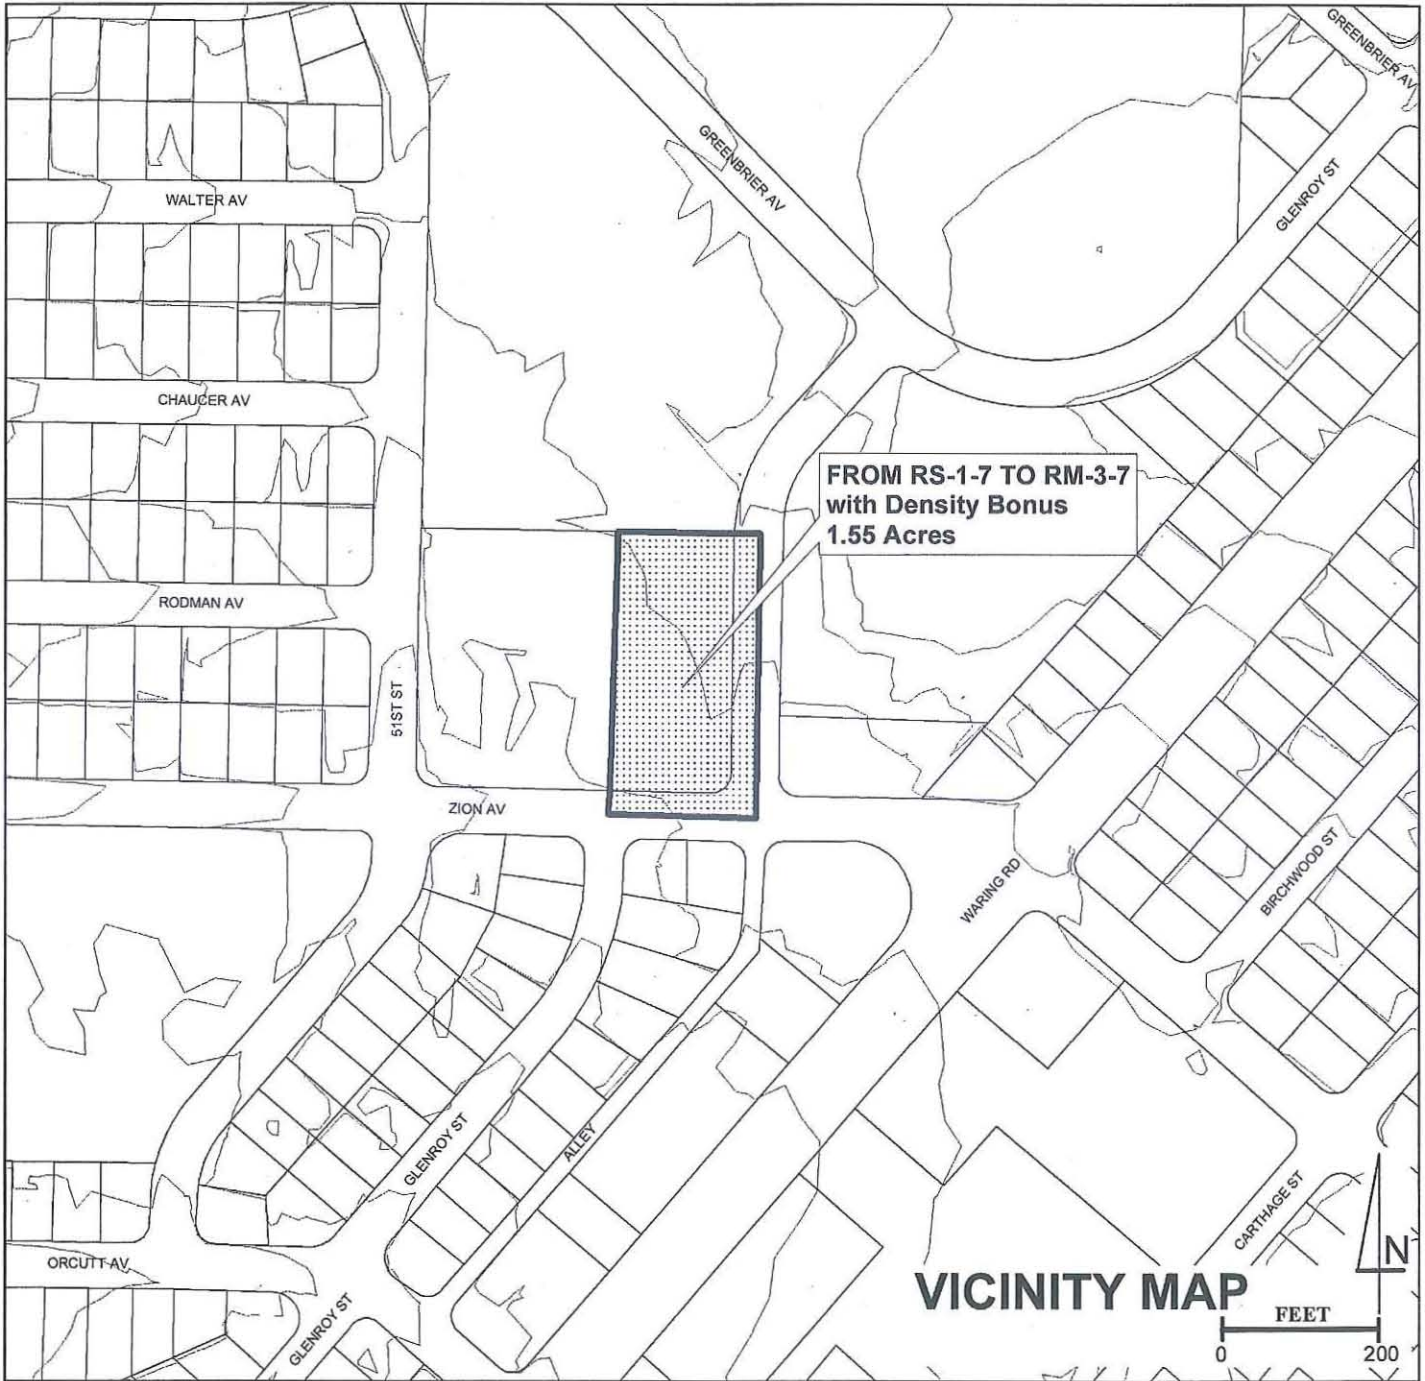 GREENBRIER AV
GREENBRIER AV
GLENROY ST
WALTER AV
CHAUCER AV
FROM RS-1-7 TO RM-3-7
with Density Bonus
1.55 Acres
RODMAN AV
51ST ST
ZION AV
WARING RD
BIRCHWOOD ST
GLENROY ST
ALLEY
CARTHAGE ST
ORCUTT AV
GLENROY ST
N
VICINITY MAP
FEET
0 200